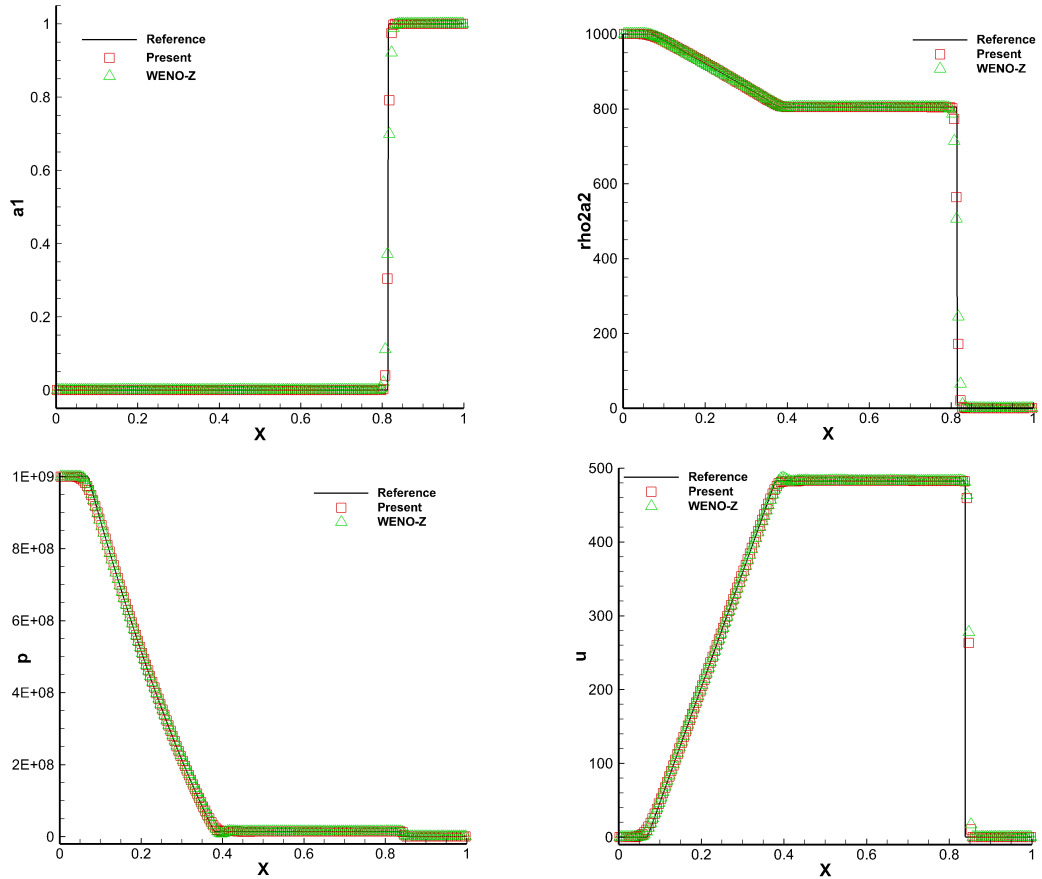 Reference
Present
WENO-Z
a1
1
0.8
0.6
0.4
0.2
0
0 0.2 0.4 0.6 0.8 1
X
Reference
Present
WENO-Z
rho2a2
1000
800
600
400
200
0
0 0.2 0.4 0.6 0.8 1
X
Reference
Present
WENO-Z
p
1E+09
8E+08
6E+08
4E+08
2E+08
0
0 0.2 0.4 0.6 0.8 1
X
Reference
Present
WENO-Z
u
500
400
300
200
100
0
0 0.2 0.4 0.6 0.8 1
X